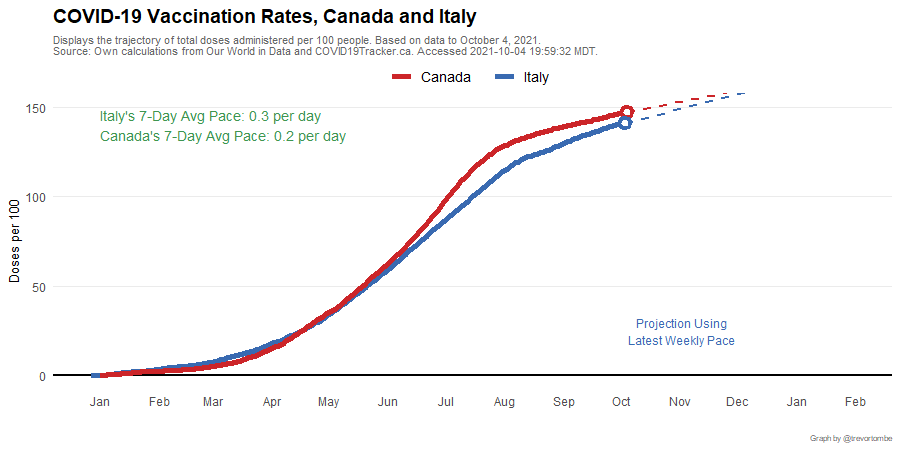 COVID-19 Vaccination Rates, Canada and Italy
Displays the trajectory of total doses administered per 100 people. Based on data to October 4, 2021.
Source: Own calculations from Our World in Data and COVID19Tracker.ca. Accessed 2021-10-04 19:59:32 MDT.
Canada Italy
Italy's 7-Day Avg Pace: 0.3 per day
Canada's 7-Day Avg Pace: 0.2 per day
150
100
50
0
Doses per 100
Projection Using
Latest Weekly Pace
Jan Feb Mar Apr May Jun Jul Aug Sep Oct Nov Dec Jan Feb
Graph by @trevortombe